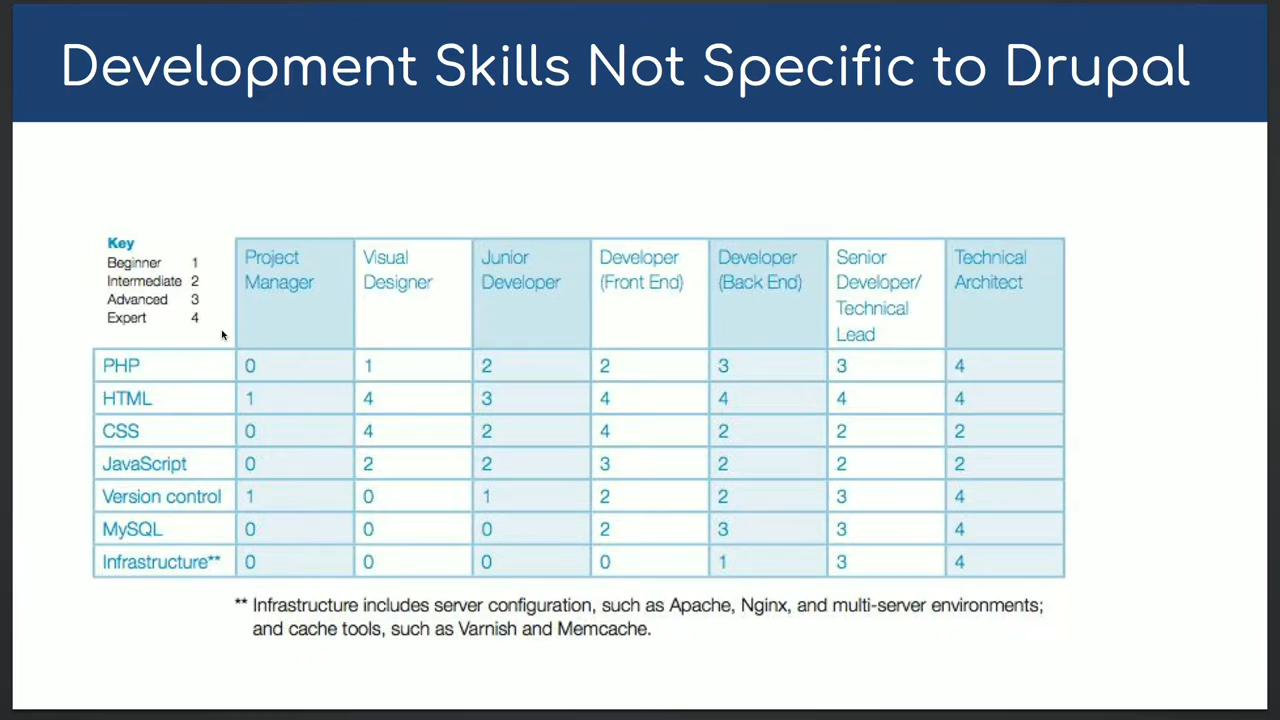 Development Skills Not Specific to Drupal
Key
Beginner 1
Intermediate 2
Advanced 3
Expert 4
Project Manager
Visual Designer
Junior Developer
Developer (Front End)
Developer (Back End)
Senior Developer/ Technical Lead
Technical Architect
PHP 0 1 2 2 3 3 4
HTML 1 4 3 4 4 4 4
CSS 0 4 2 4 2 2 2
JavaScript 0 2 2 3 2 2 2
Version control 1 0 1 2 2 3 4
MySQL 0 0 0 2 3 3 4
Infrastructure** 0 0 0 0 1 3 4
** Infrastructure includes server configuration, such as Apache, Nginx, and multi-server environments;
and cache tools, such as Varnish and Memcache.